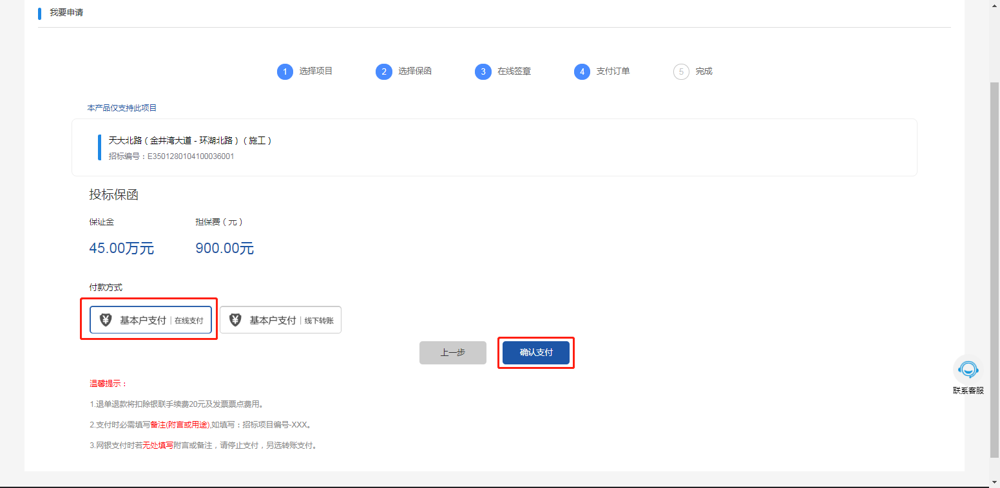 我要申请
1 选择项目 2 选择保函 3 在线签章 4 支付订单 5 完成
本产品仅支持此项目
天大北路（金井湾大道－环湖北路）（施工）
招标编号：E3501280104100036001
投标保函
保证金 担保费（元）
45.00万元 900.00元
付款方式
基本户支付｜在线支付 基本户支付｜线下转账
上一步 确认支付
联系客服
温馨提示：
1.退单退款将扣除银联手续费20元及发票票点费用。
2.支付时必需填写备注(附言或用途),如填写：招标项目编号-XXX。
3.网银支付时若无处填写附言或备注，请停止支付，另选转账支付。